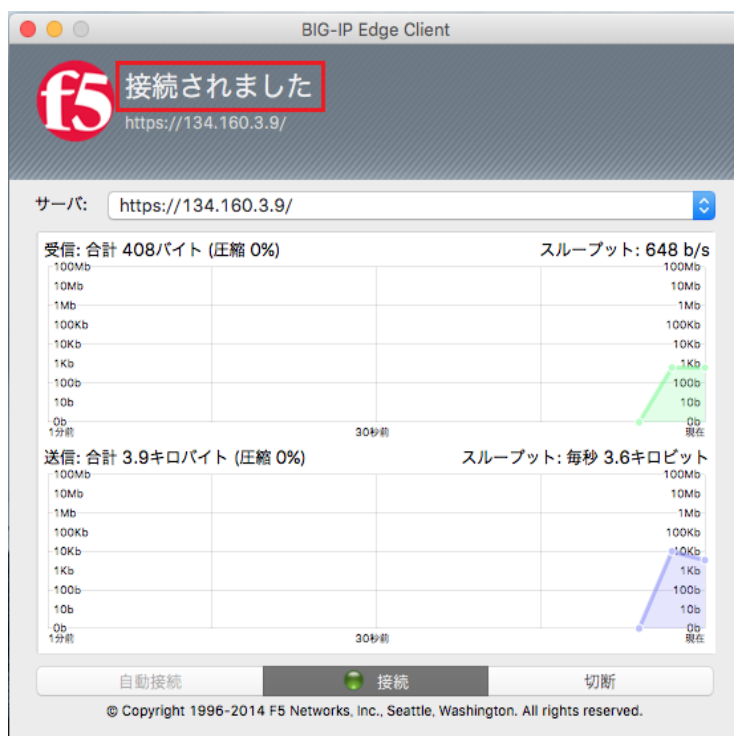 BIG-IP Edge Client
f5
接続されました
https://134.160.3.9/
サーバ: https://134.160.3.9/
受信: 合計 408バイト (圧縮 0%) スループット: 648 b/s
100Mb 100Mb
10Mb 10Mb
1Mb 1Mb
100Kb 100Kb
10Kb 10Kb
1Kb 1Kb
100b 100b
10b 10b
0b 0b
1分前 30秒前 現在
送信: 合計 3.9キロバイト (圧縮 0%) スループット: 毎秒 3.6キロビット
100Mb 100Mb
10Mb 10Mb
1Mb 1Mb
100Kb 100Kb
10Kb 10Kb
1Kb 1Kb
100b 100b
10b 10b
0b 0b
1分前 30秒前 現在
自動接続 接続 切断
© Copyright 1996-2014 F5 Networks, Inc., Seattle, Washington. All rights reserved.